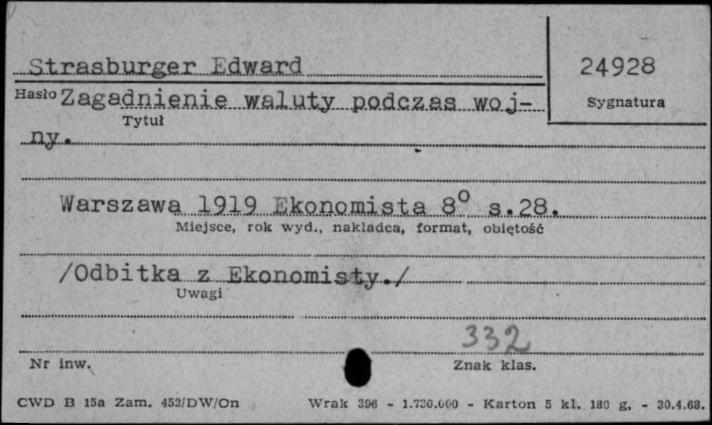 Strasburger Edward
24928
Hasło Zagadnienie waluty podczas woj-
Sygnatura
Tytuł
ny.
Warszawa 1919 Ekonomista 8° s.28.
Miejsce, rok wyd., nakładca, format, objętość
/Odbitka z Ekonomisty./
Uwagi
332
Nr inw.
Znak klas.
CWD B 15a Zam. 452/DW/On Wrak 396 - 1.730.000 - Karton 5 kl. 180 g. - 30.4.68.